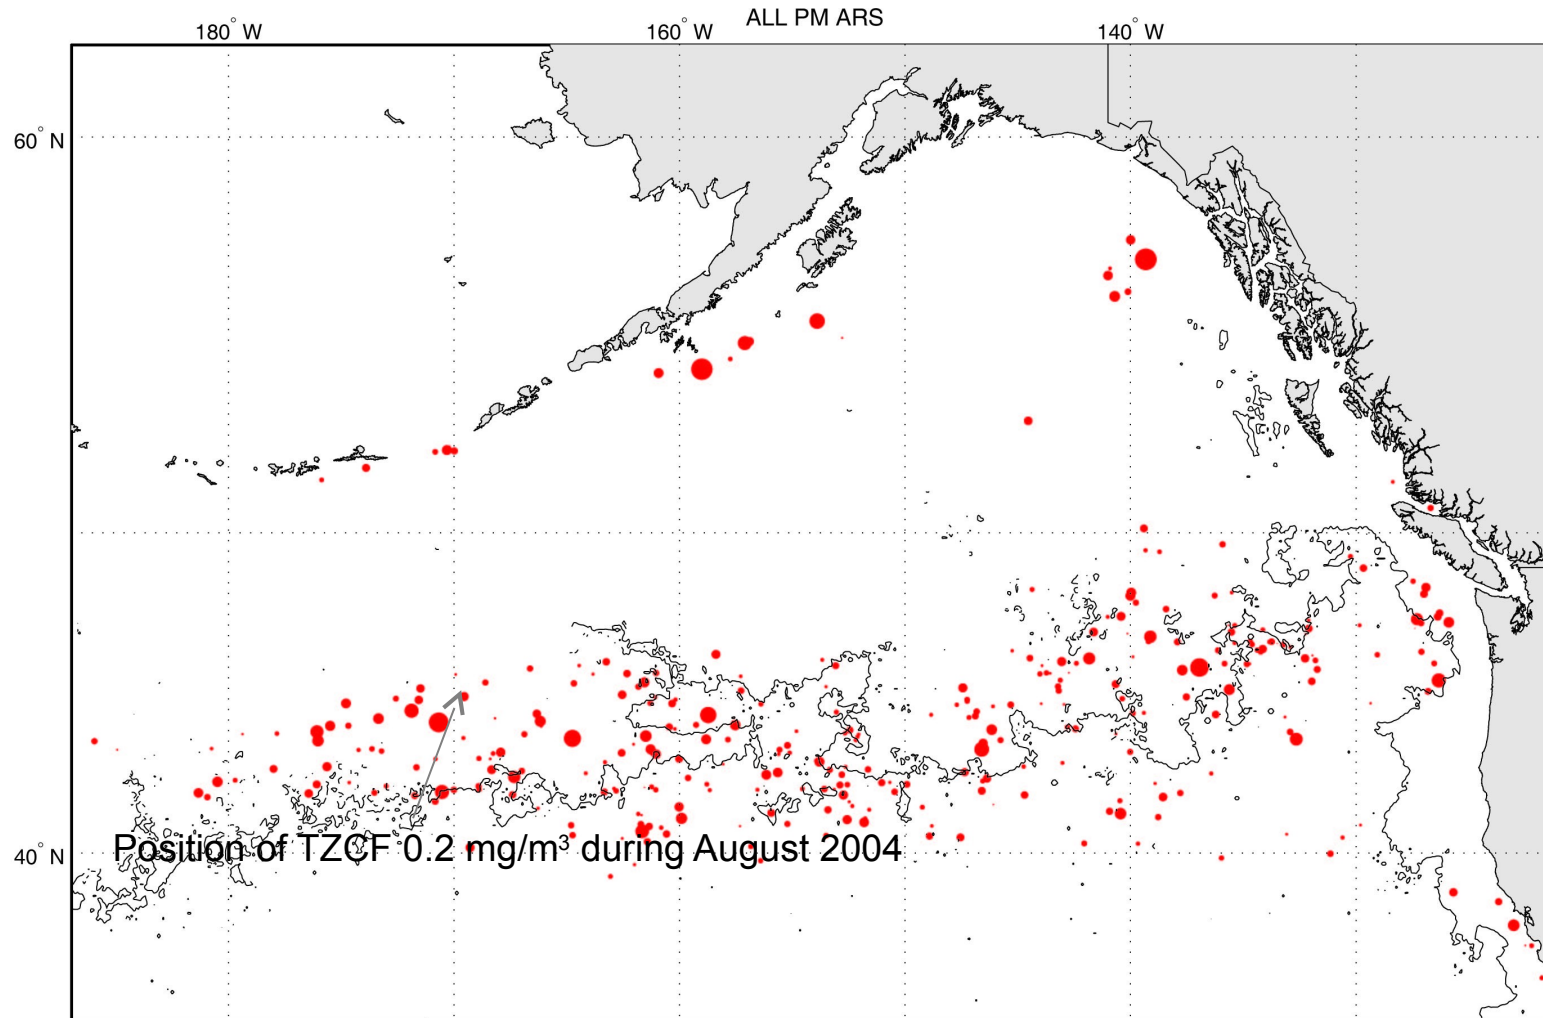 ALL PM ARS
180° W
160° W
140° W
60° N
40° N
Position of TZCF 0.2 mg/m³ during August 2004